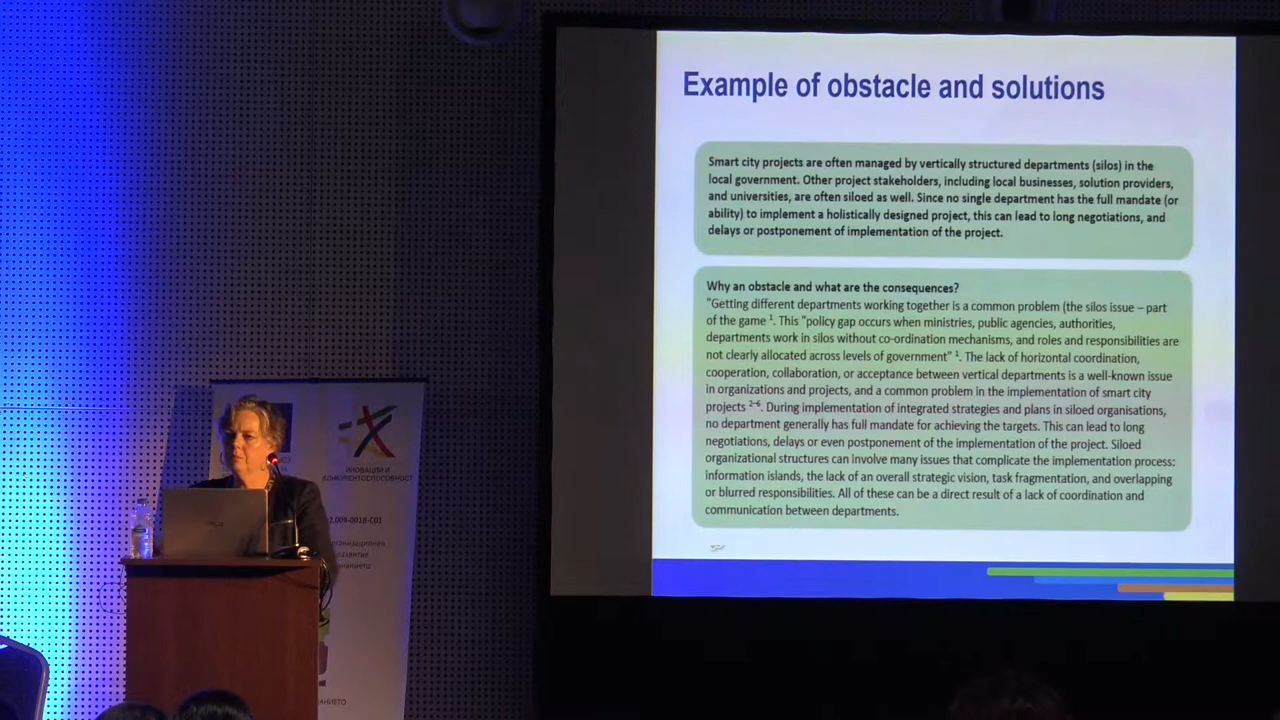 Example of obstacle and solutions
Smart city projects are often managed by vertically structured departments (silos) in the
local government. Other project stakeholders, including local businesses, solution providers,
and universities, are often siloed as well. Since no single department has the full mandate (or
ability) to implement a holistically designed project, this can lead to long negotiations, and
delays or postponement of implementation of the project.
Why an obstacle and what are the consequences?
"Getting different departments working together is a common problem (the silos issue – part
of the game ¹. This "policy gap occurs when ministries, public agencies, authorities,
departments work in silos without co-ordination mechanisms, and roles and responsibilities are
not clearly allocated across levels of government" ¹. The lack of horizontal coordination,
cooperation, collaboration, or acceptance between vertical departments is a well-known issue
in organizations and projects, and a common problem in the implementation of smart city
projects ²⁻⁶. During implementation of integrated strategies and plans in siloed organisations,
no department generally has full mandate for achieving the targets. This can lead to long
negotiations, delays or even postponement of the implementation of the project. Siloed
organizational structures can involve many issues that complicate the implementation process:
information islands, the lack of an overall strategic vision, task fragmentation, and overlapping
or blurred responsibilities. All of these can be a direct result of a lack of coordination and
communication between departments.
ИНОВАЦИИ И
КОНКУРЕНТОСПОСОБНОСТ
2.009-0018-C01
развитие